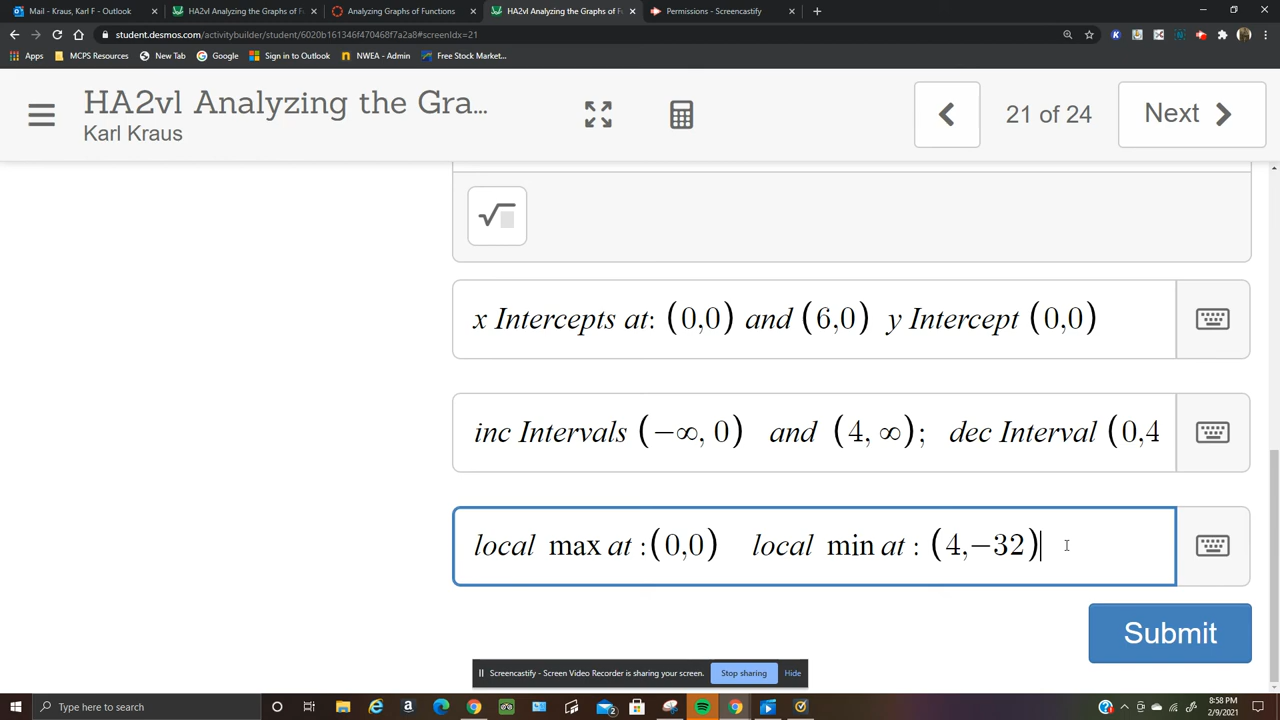 Mail - Kraus, Karl F - Outlook HA2vl Analyzing the Graphs of F Analyzing Graphs of Functions HA2vl Analyzing the Graphs of F Permissions - Screencastify
student.desmos.com/activitybuilder/student/6020b161346f470468f7a2a8#screenIdx=21
Apps MCPS Resources New Tab Google Sign in to Outlook NWEA - Admin Free Stock Market...
HA2vl Analyzing the Gra...
Karl Kraus
21 of 24
Next
x Intercepts at: (0,0) and (6,0) y Intercept (0,0)
inc Intervals (−∞, 0) and (4, ∞); dec Interval (0,4
local max at :(0,0) local min at : (4,−32)
Submit
Screencastify - Screen Video Recorder is sharing your screen. Stop sharing Hide
Type here to search
8:58 PM
2/9/2021